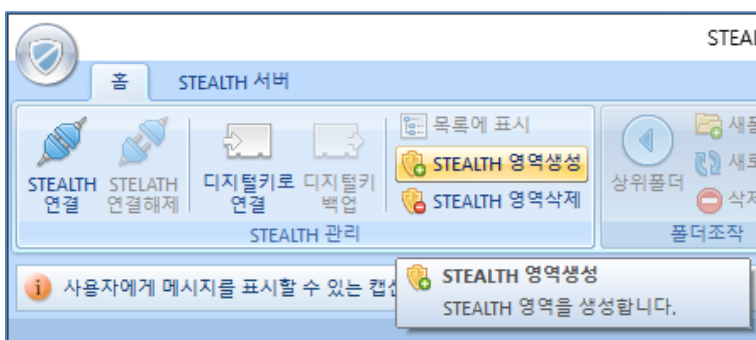 STEAL
홈 STEALTH 서버
STEALTH 연결
STELATH 연결해제
디지털키로 연결
디지털키 백업
목록에 표시
STEALTH 영역생성
STEALTH 영역삭제
STEALTH 관리
상위폴더
새폴
새로
삭제
폴더조작
사용자에게 메시지를 표시할 수 있는 캡션
STEALTH 영역생성
STEALTH 영역을 생성합니다.